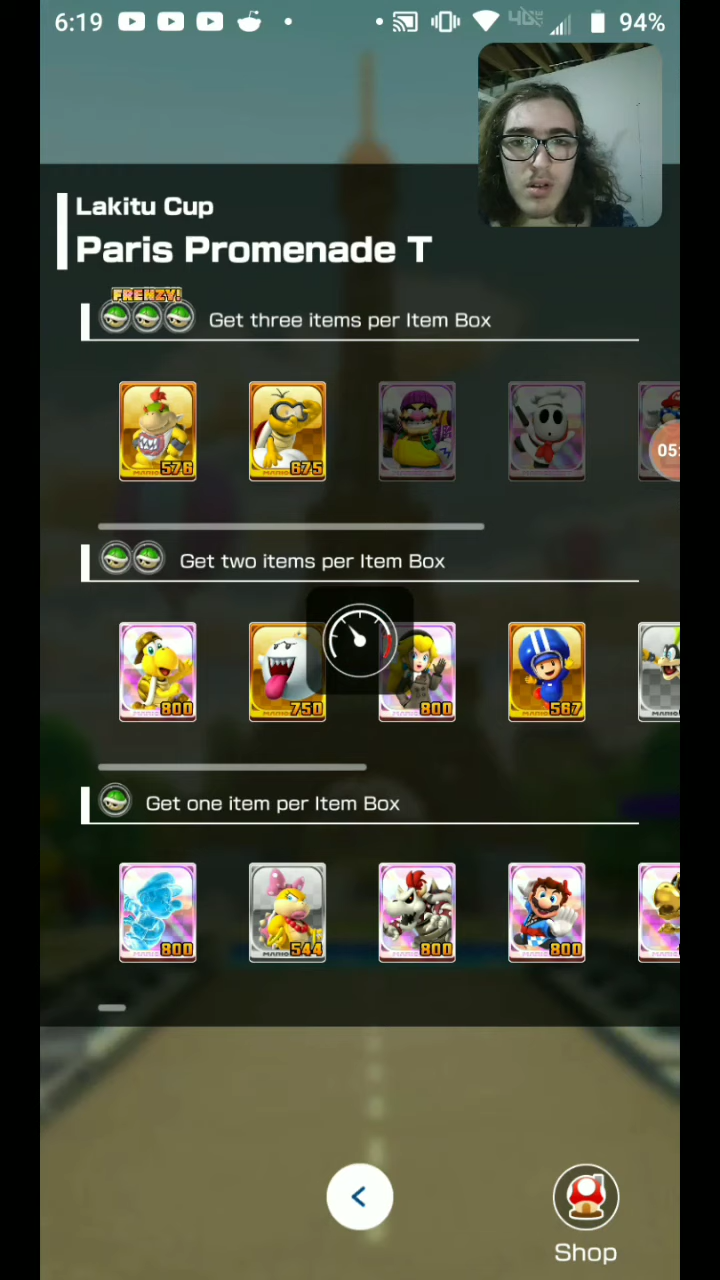 6:19
94%
Lakitu Cup
Paris Promenade T
FRENZY!
Get three items per Item Box
576
675
05:
Get two items per Item Box
800
750
800
567
Get one item per Item Box
800
544
800
800
Shop